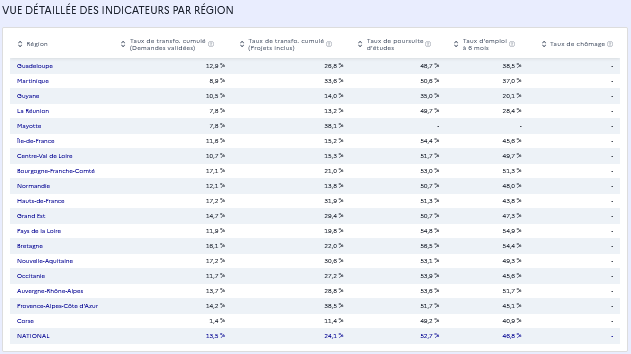 VUE DÉTAILLÉE DES INDICATEURS PAR RÉGION
Région Taux de transfo. cumulé (Demandes validées) Taux de transfo. cumulé (Projets inclus) Taux de poursuite d'études Taux d'emploi à 6 mois Taux de chômage
Guadeloupe 12,9 % 26,8 % 48,7 % 38,5 % -
Martinique 8,9 % 33,6 % 50,6 % 37,0 % -
Guyane 10,5 % 14,0 % 35,0 % 20,1 % -
La Réunion 7,8 % 13,2 % 49,7 % 28,4 % -
Mayotte 7,8 % 38,1 % - - -
Île-de-France 11,8 % 15,2 % 54,4 % 45,6 % -
Centre-Val de Loire 10,7 % 15,3 % 51,7 % 49,7 % -
Bourgogne-Franche-Comté 17,1 % 21,0 % 53,0 % 51,3 % -
Normandie 12,1 % 13,8 % 50,7 % 48,0 % -
Hauts-de-France 17,2 % 31,9 % 51,3 % 43,8 % -
Grand Est 14,7 % 29,4 % 50,7 % 47,3 % -
Pays de la Loire 11,9 % 19,8 % 54,8 % 54,9 % -
Bretagne 16,1 % 22,0 % 56,5 % 54,4 % -
Nouvelle-Aquitaine 17,2 % 30,6 % 53,1 % 49,3 % -
Occitanie 11,7 % 27,2 % 53,9 % 45,6 % -
Auvergne-Rhône-Alpes 13,7 % 28,8 % 53,6 % 51,7 % -
Provence-Alpes-Côte d'Azur 14,2 % 38,5 % 51,7 % 45,1 % -
Corse 1,4 % 11,4 % 49,2 % 40,9 % -
NATIONAL 13,5 % 24,1 % 52,7 % 46,8 % -